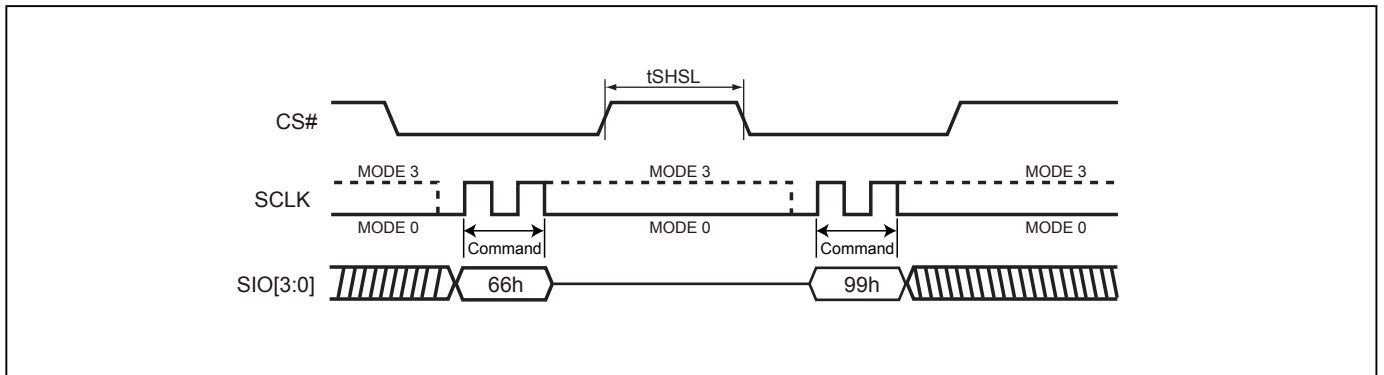 tSHSL
CS#
MODE 3 MODE 3 MODE 3
SCLK
MODE 0 MODE 0 MODE 0
Command Command
SIO[3:0] 66h 99h